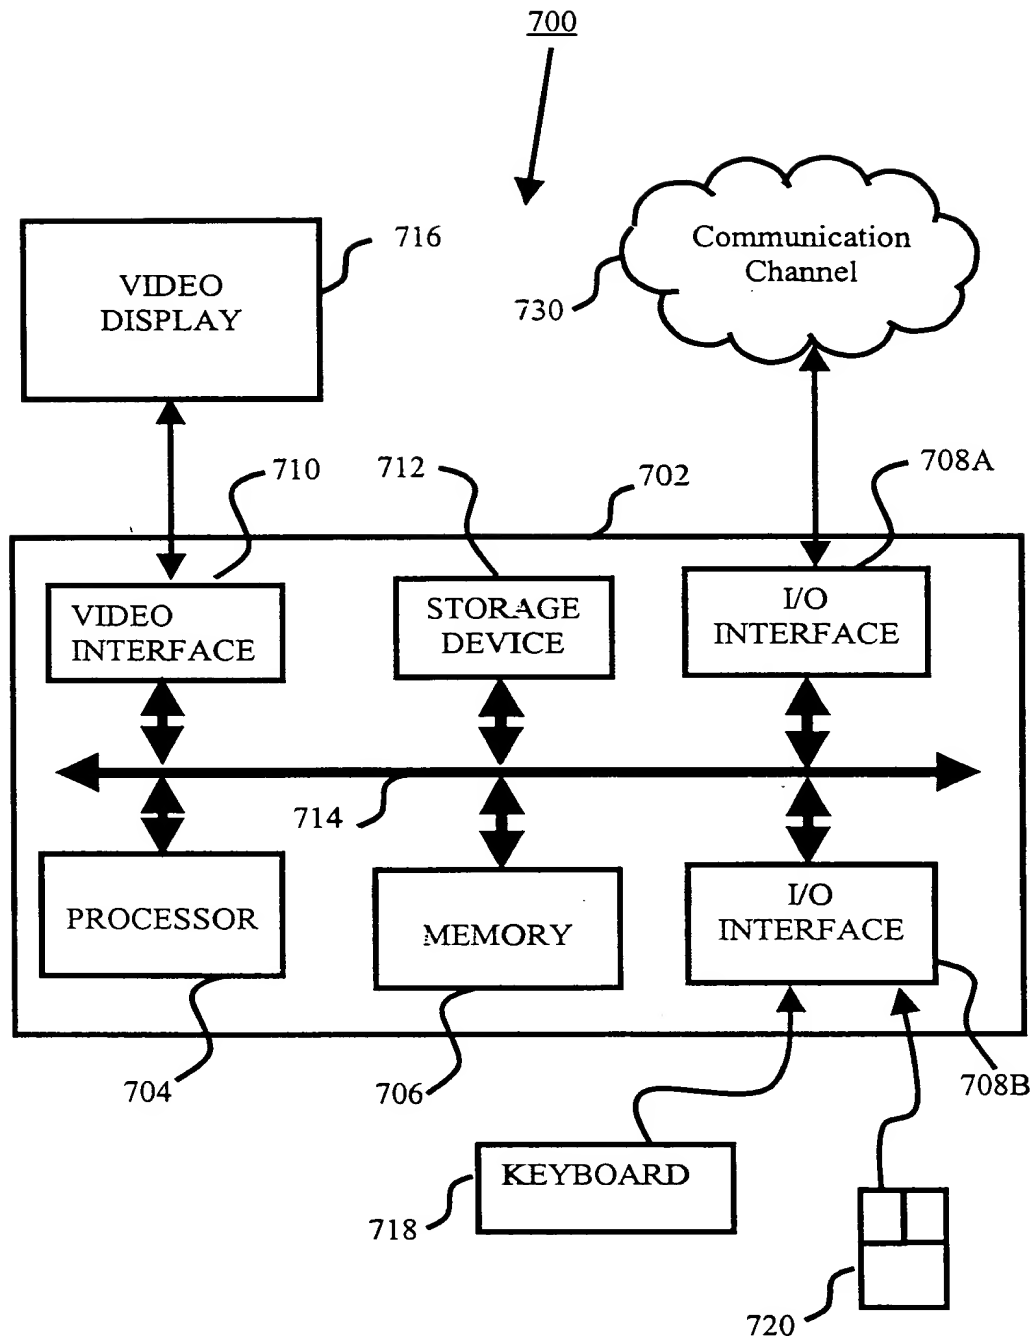 700
Communication
Channel
716
VIDEO
DISPLAY
730
710
712
702
708A
VIDEO
INTERFACE
STORAGE
DEVICE
I/O
INTERFACE
714
PROCESSOR
MEMORY
I/O
INTERFACE
704
706
708B
KEYBOARD
718
720